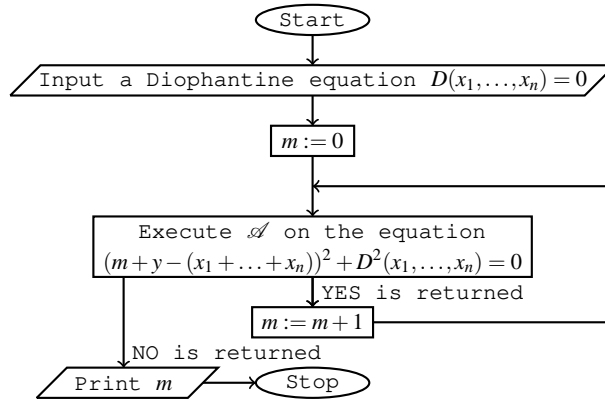 Start
Input a Diophantine equation D(x₁,…,xₙ)=0
m:=0
Execute 𝒜 on the equation
(m+y−(x₁+…+xₙ))²+D²(x₁,…,xₙ)=0
YES is returned
m:=m+1
NO is returned
Print m
Stop